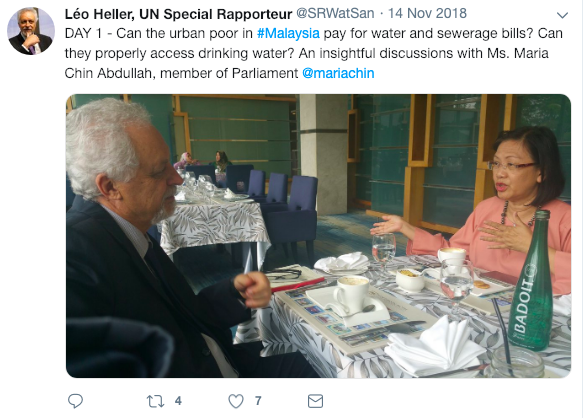 Léo Heller, UN Special Rapporteur @SRWatSan · 14 Nov 2018
DAY 1 - Can the urban poor in #Malaysia pay for water and sewerage bills? Can
they properly access drinking water? An insightful discussions with Ms. Maria
Chin Abdullah, member of Parliament @mariachin
BADOIT
4
7